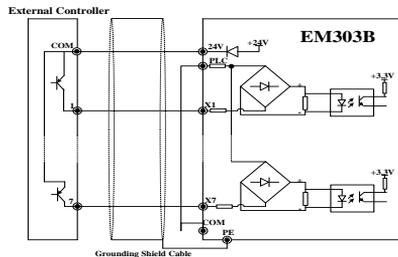 External Controller
COM
24V
+24V
EM303B
PLC
+3.3V
1
X1
+
-
+3.3V
7
X7
+
-
COM
PE
Grounding Shield Cable